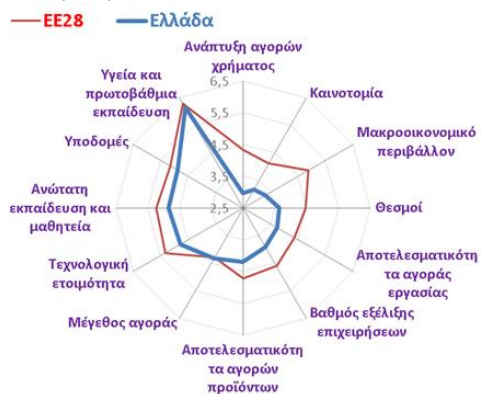 ΕΕ28 Ελλάδα
Ανάπτυξη αγορών
χρήματος
6,5
5,5
4,5
3,5
2,5
Καινοτομία
Μακροοικονομικό
περιβάλλον
Θεσμοί
Αποτελεσματικότη
τα αγοράς
εργασίας
Βαθμός εξέλιξης
επιχειρήσεων
Αποτελεσματικότη
τα αγορών
προϊόντων
Μέγεθος αγοράς
Τεχνολογική
ετοιμότητα
Ανώτατη
εκπαίδευση και
μαθητεία
Υποδομές
Υγεία και
πρωτοβάθμια
εκπαίδευση